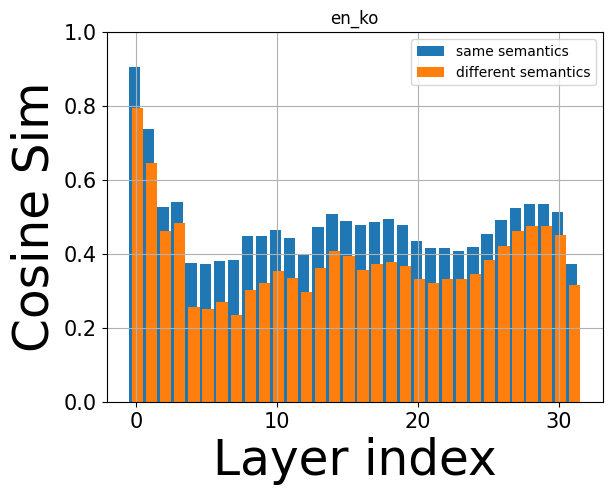 en_ko
same semantics
different semantics
Cosine Sim
1.0
0.8
0.6
0.4
0.2
0.0
0 10 20 30
Layer index